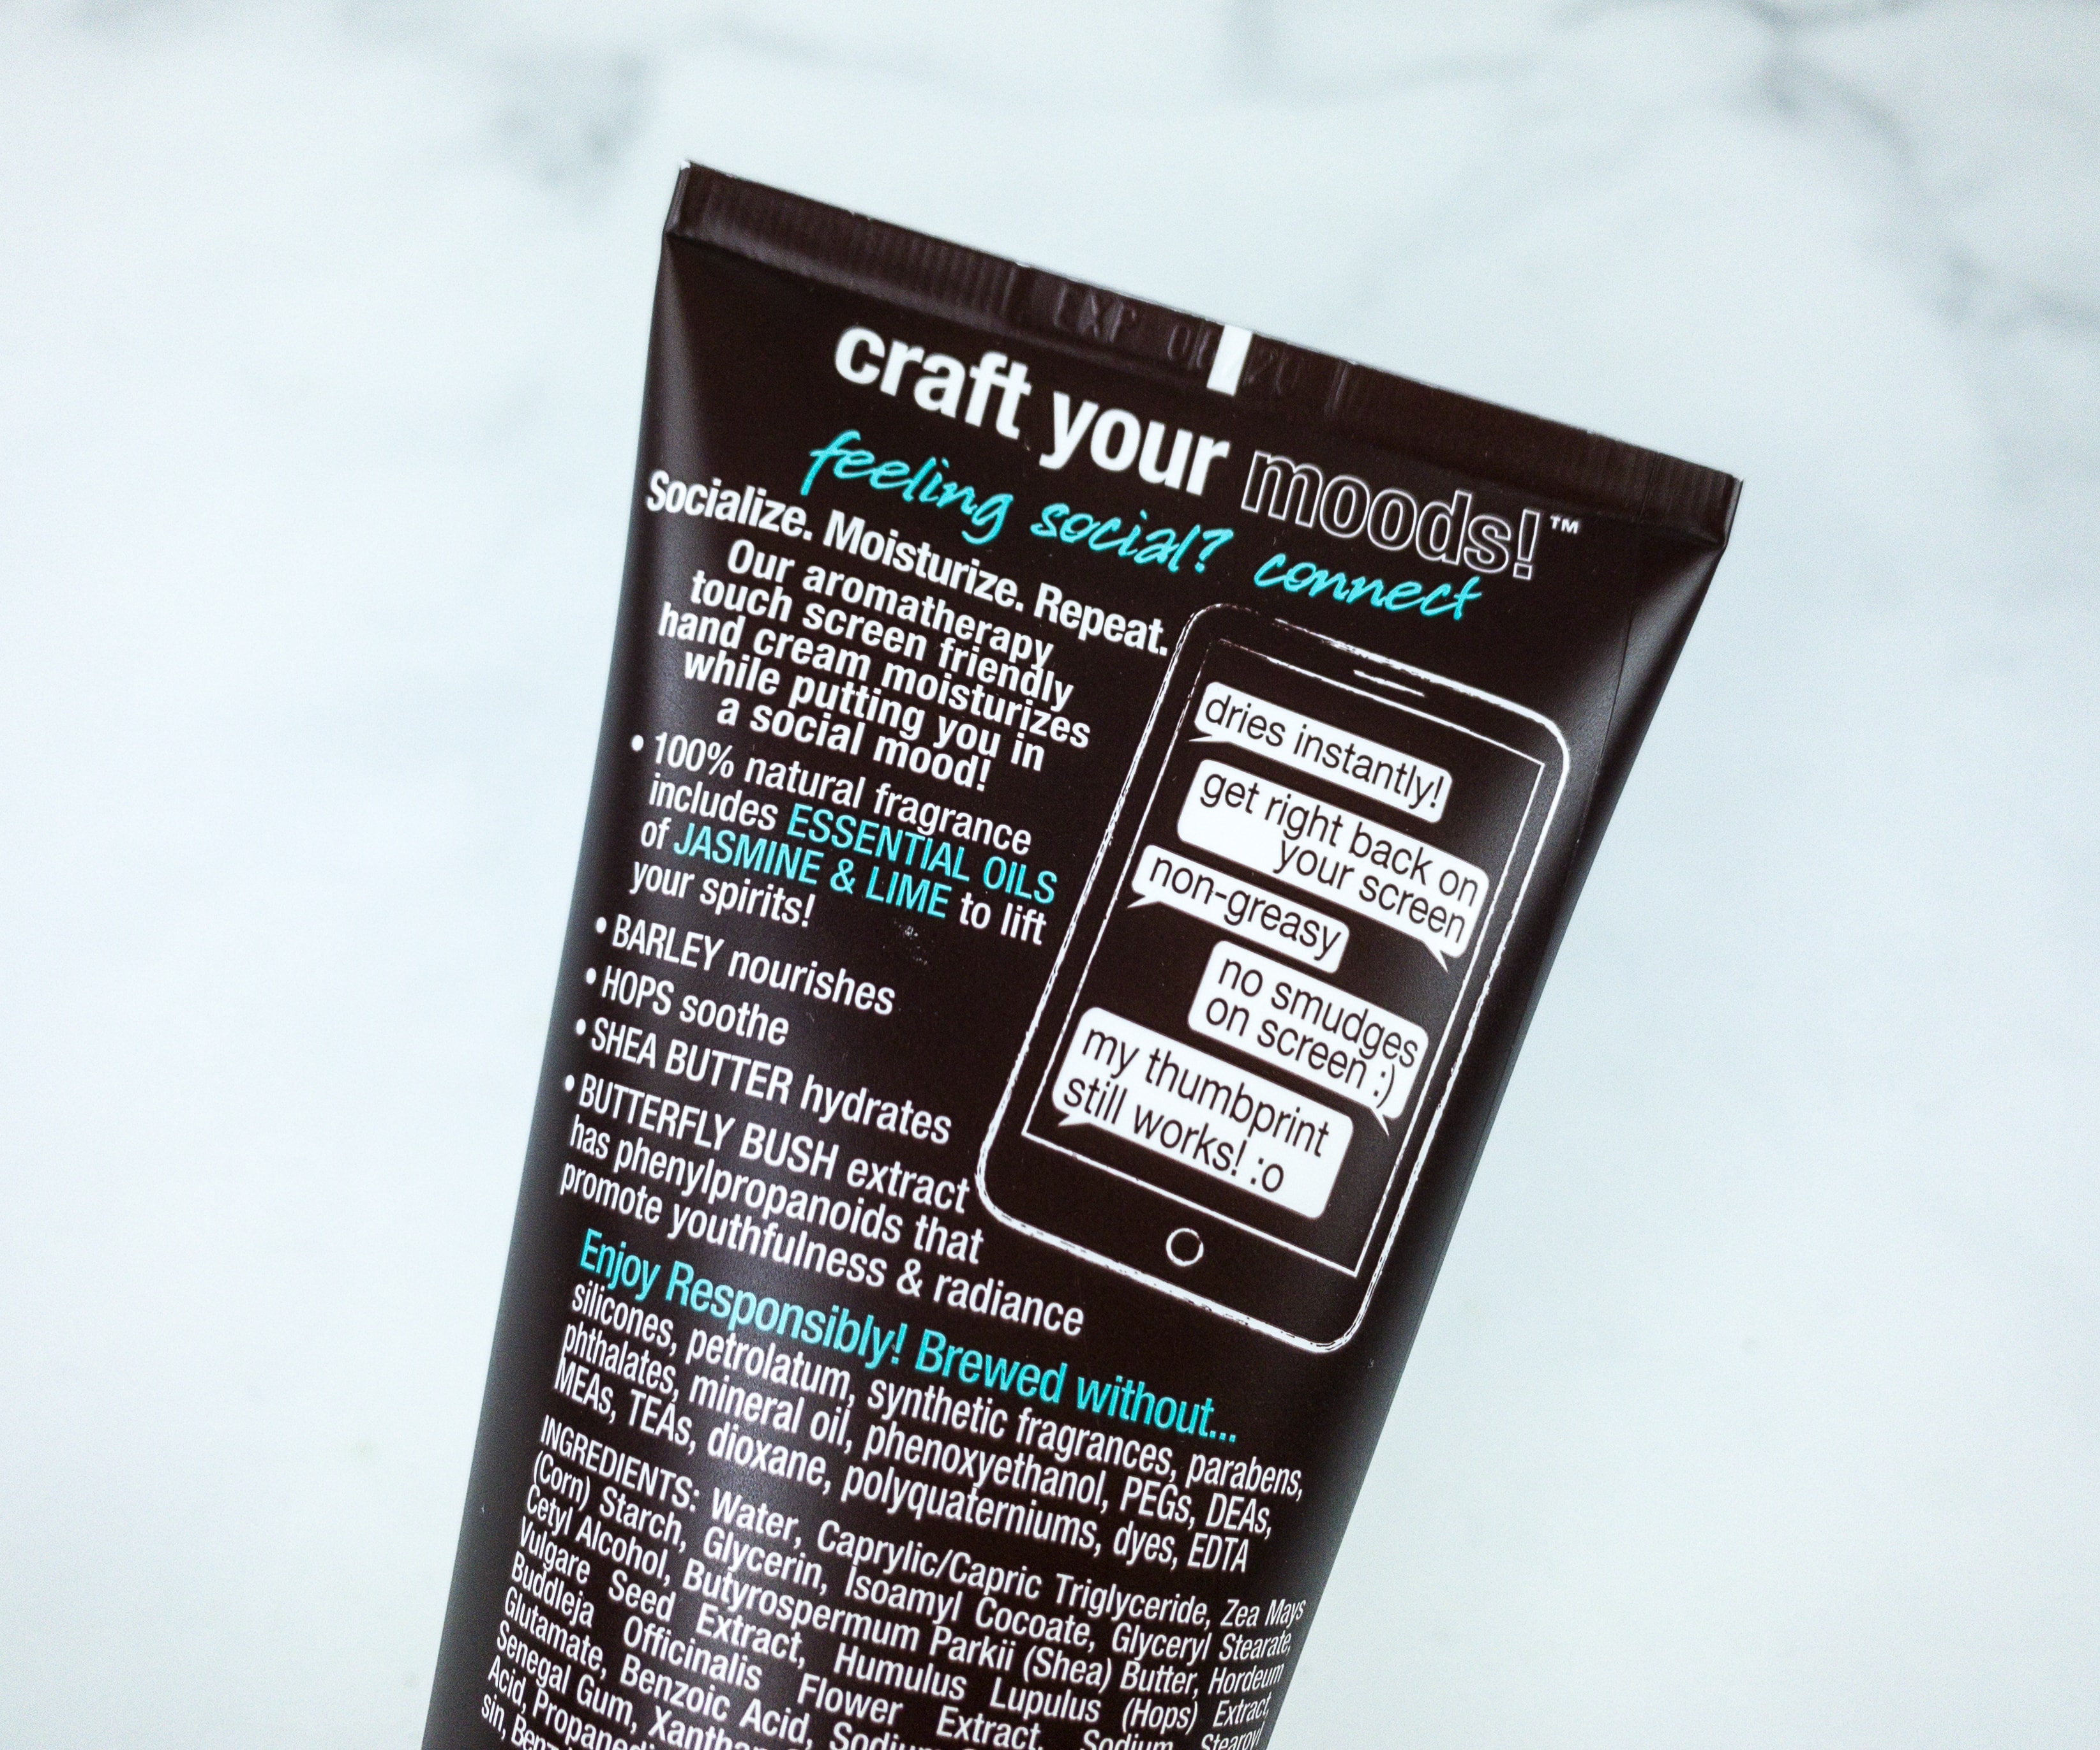 EXP
craft your moods!™
feeling social? connect
Socialize. Moisturize. Repeat.
Our aromatherapy
touch screen friendly
hand cream moisturizes
while putting you in
a social mood!
• 100% natural fragrance
includes ESSENTIAL OILS
of JASMINE & LIME to lift
your spirits!
• BARLEY nourishes
• HOPS soothe
• SHEA BUTTER hydrates
• BUTTERFLY BUSH extract
has phenylpropanoids that
promote youthfulness & radiance
dries instantly!
get right back on
your screen
non-greasy
no smudges
on screen :)
my thumbprint
still works! :o
Enjoy Responsibly! Brewed without...
silicones, petrolatum, synthetic fragrances, parabens,
phthalates, mineral oil, phenoxyethanol, PEGs, DEAs,
MEAs, TEAs, dioxane, polyquaterniums, dyes, EDTA
INGREDIENTS: Water, Caprylic/Capric Triglyceride, Zea Mays
(Corn) Starch, Glycerin, Isoamyl Cocoate, Glyceryl Stearate,
Cetyl Alcohol, Butyrospermum Parkii (Shea) Butter, Hordeum
Vulgare Seed Extract, Humulus Lupulus (Hops) Extract,
Buddleja Officinalis Flower Extract, Sodium Stearoyl
Glutamate, Benzoic Acid,
Senegal Gum,
Acid,